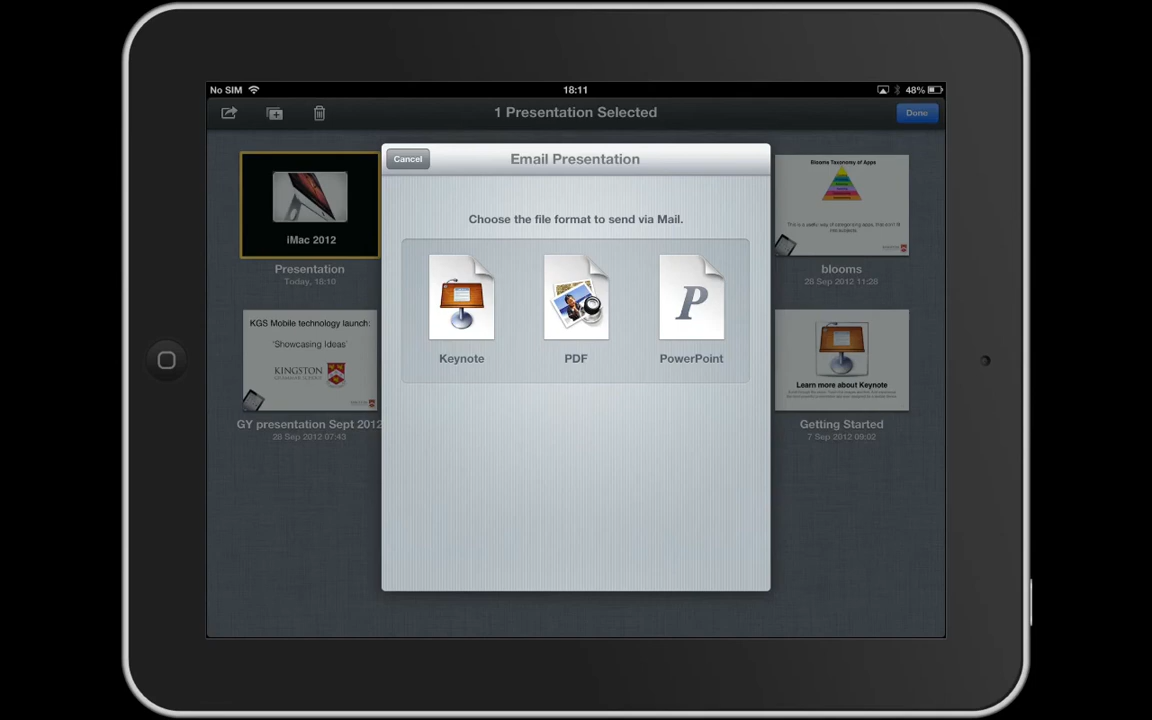 No SIM
18:11
48%
1 Presentation Selected
Done
Cancel
Email Presentation
Choose the file format to send via Mail.
Keynote
PDF
P
PowerPoint
iMac 2012
Presentation
Today, 18:10
Blooms Taxonomy of Apps
blooms
28 Sep 2012 11:28
KGS Mobile technology launch:
'Showcasing Ideas'
KINGSTON
GY presentation Sept 2012
28 Sep 2012 07:43
Learn more about Keynote
Getting Started
7 Sep 2012 09:02